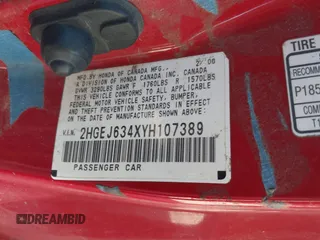 MFD. BY HONDA OF CANADA MFG.,
A DIVISION OF HONDA CANADA INC. CANADA
GVWR 3290LBS GAWR F 1760LBS R 1570LBS
THIS VEHICLE CONFORMS TO ALL APPLICABLE
FEDERAL MOTOR VEHICLE SAFETY, BUMPER,
AND THEFT PREVENTION STANDARDS IN
EFFECT ON THE DATE OF MANUFACTURE
SHOWN ABOVE.
V.I.N. 2HGEJ634XYH107389
PASSENGER CAR
TIRE
RECOMM
P185
DREAMBID